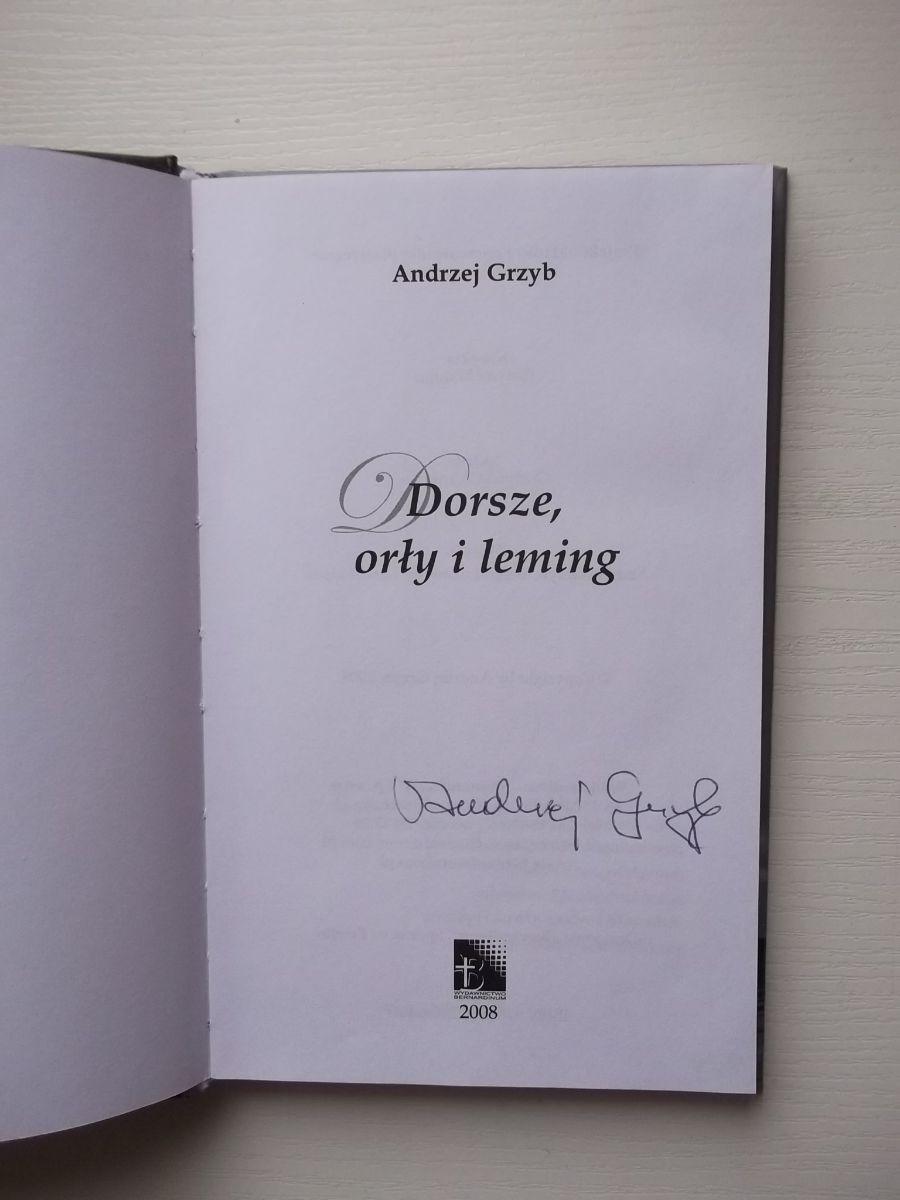 Andrzej Grzyb
D
Dorsze,
orły i leming
Andrzej Grzyb
WYDAWNICTWO
BERNARDINUM
2008